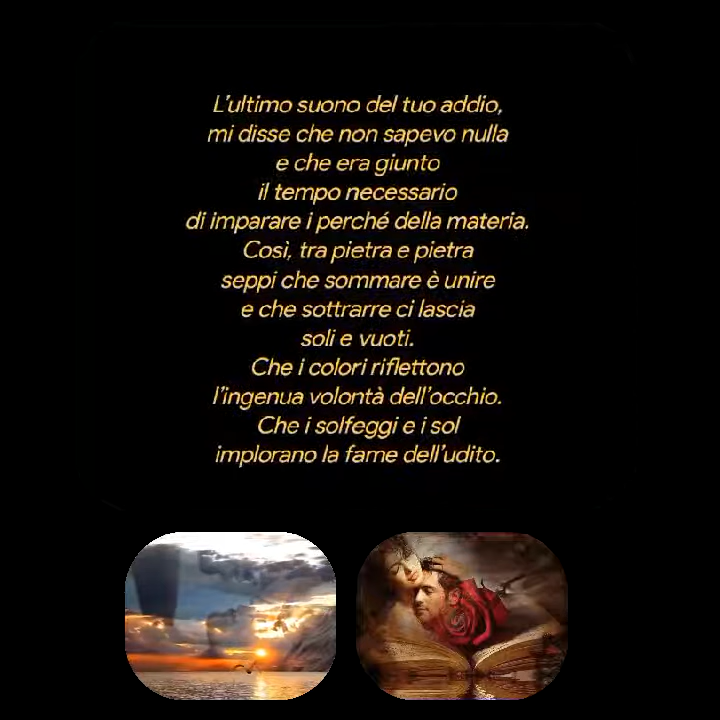 L'ultimo suono del tuo addio,
mi disse che non sapevo nulla
e che era giunto
il tempo necessario
di imparare i perché della materia.
Così, tra pietra e pietra
seppi che sommare è unire
e che sottrarre ci lascia
soli e vuoti.
Che i colori riflettono
l'ingenua volontà dell'occhio.
Che i solfeggi e i sol
implorano la fame dell'udito.